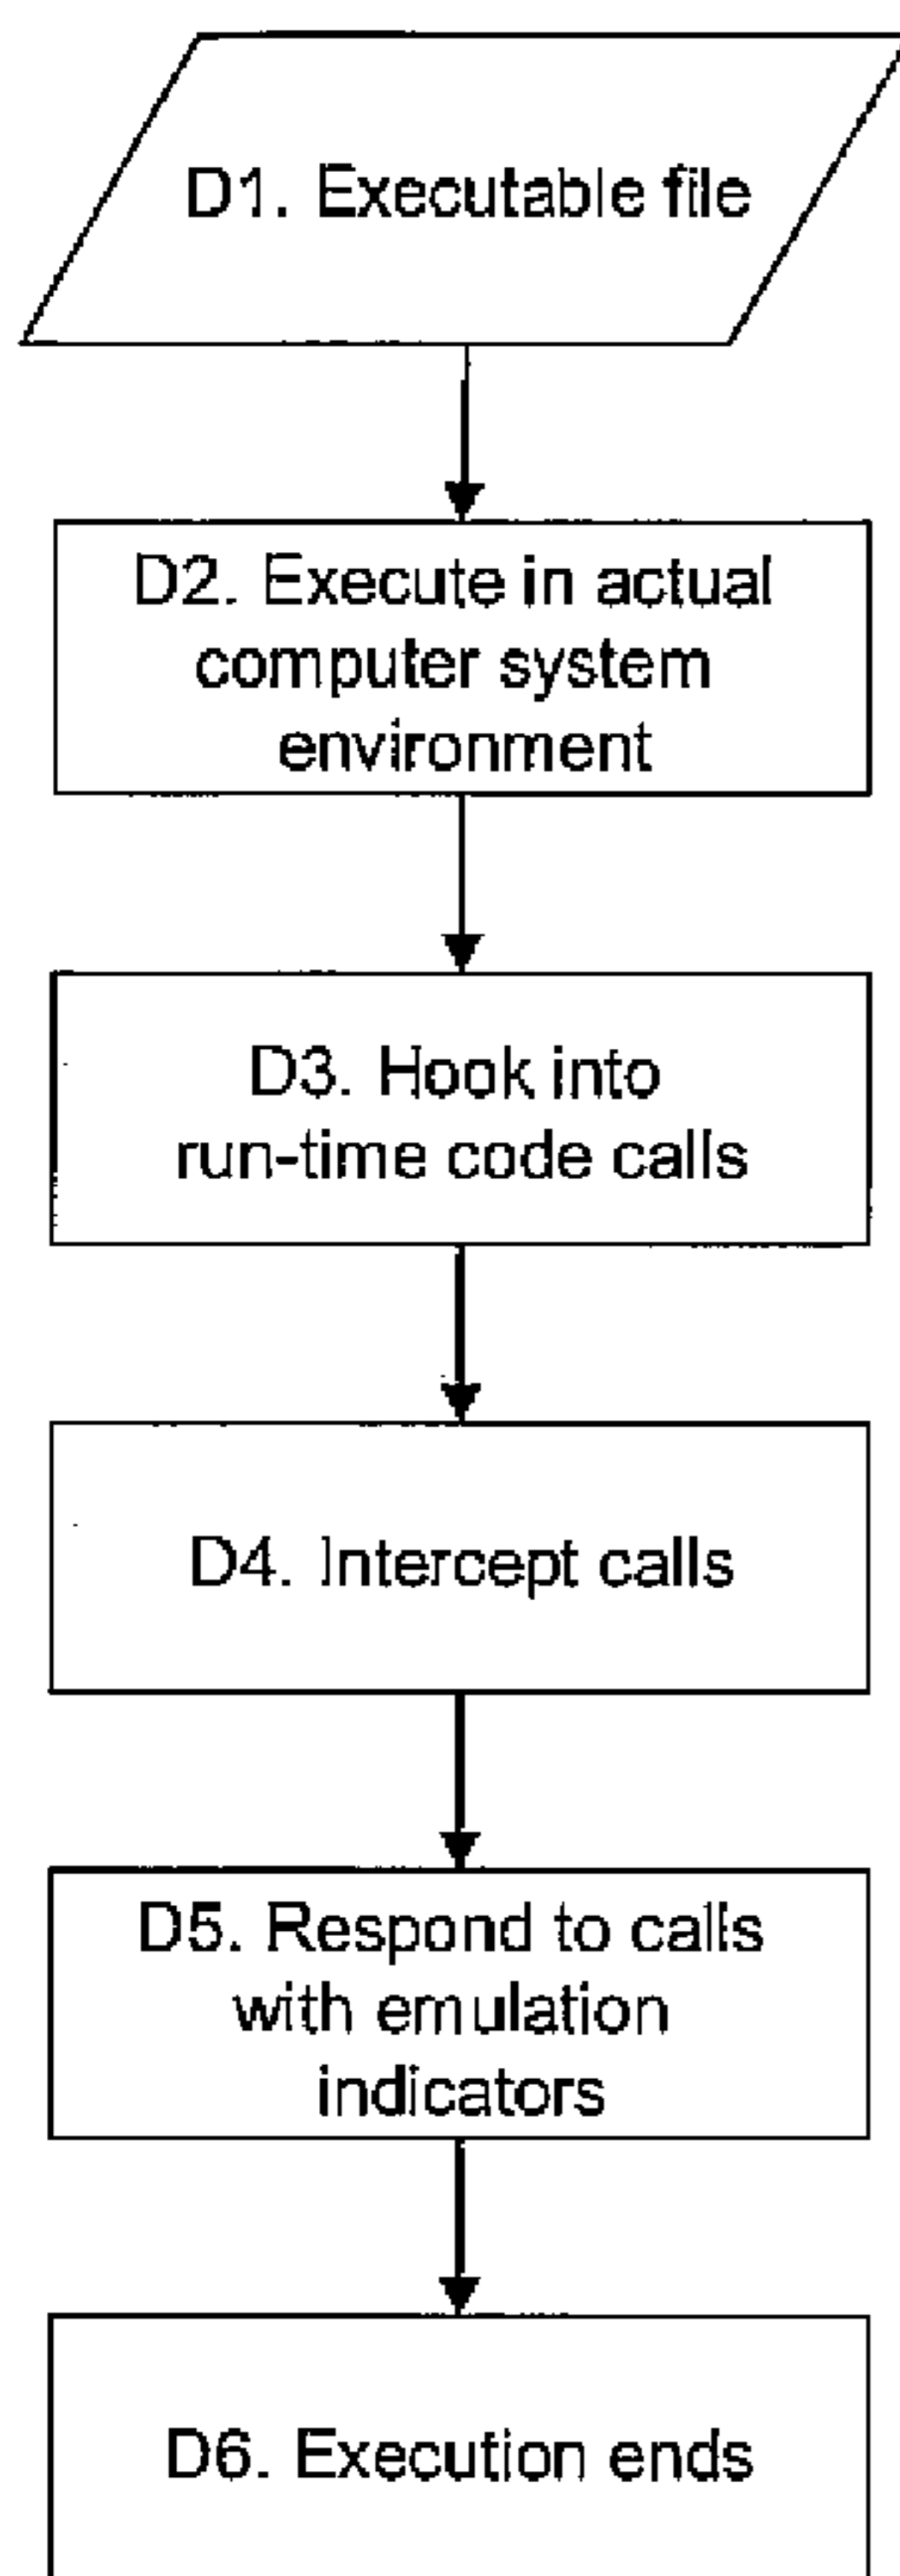 D1. Executable file
D2. Execute in actual
computer system
environment
D3. Hook into
run-time code calls
D4. Intercept calls
D5. Respond to calls
with emulation
indicators
D6. Execution ends